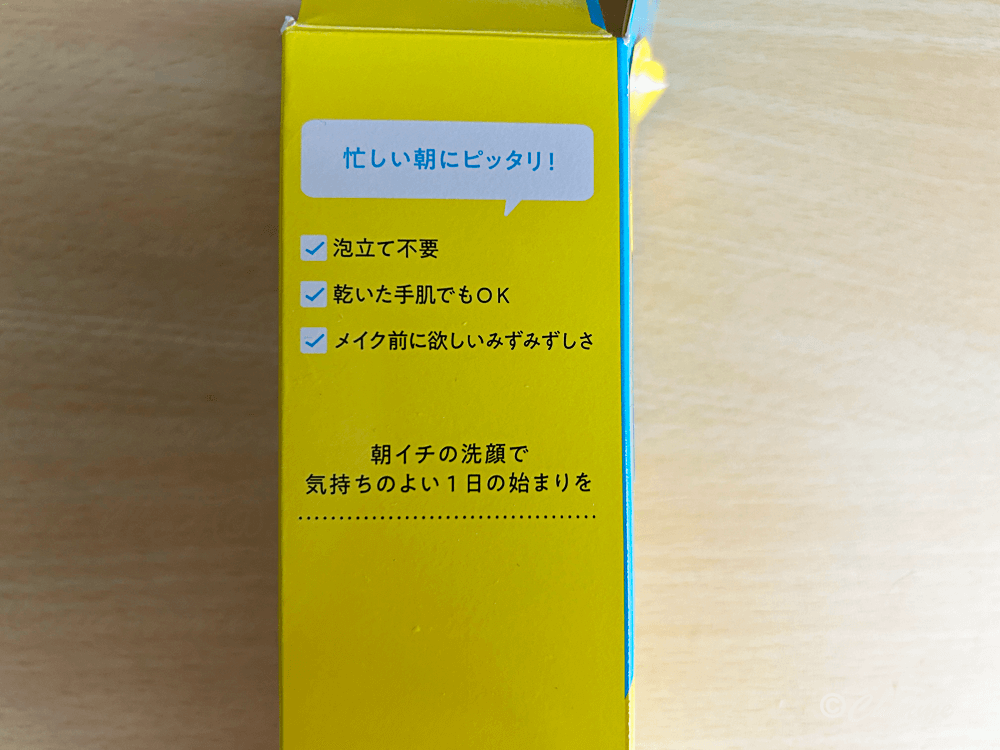 忙しい朝にピッタリ!
泡立て不要
乾いた手肌でもOK
メイク前に欲しいみずみずしさ
朝イチの洗顔で
気持ちのよい1日の始まりを